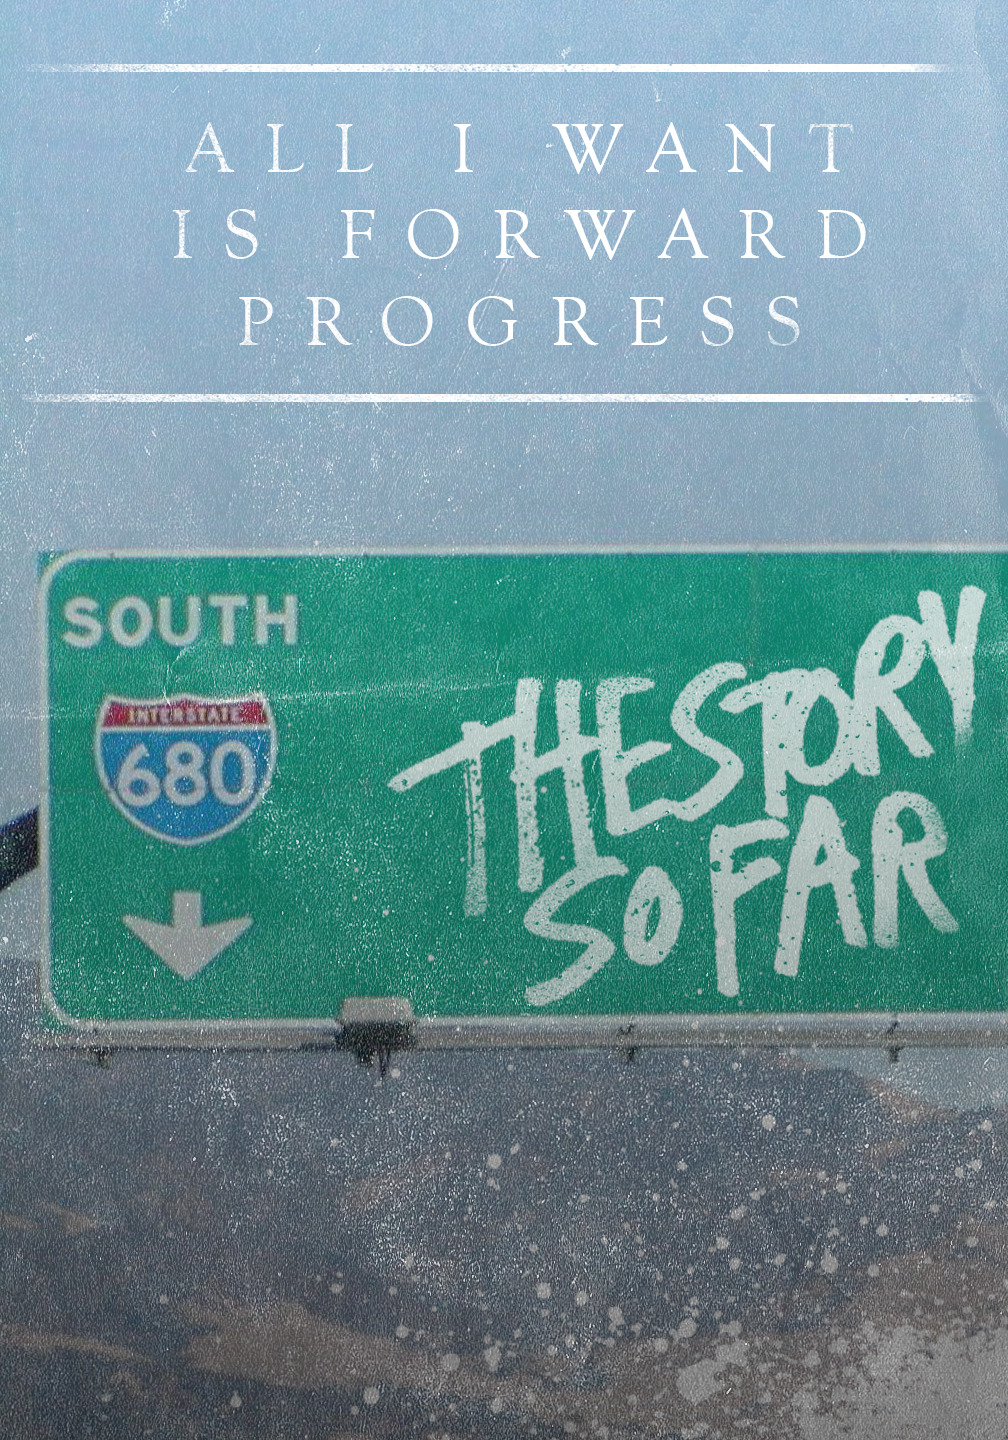 ALL I WANT
IS FORWARD
PROGRESS
SOUTH
INTERSTATE
680
THE STORY
SO FAR